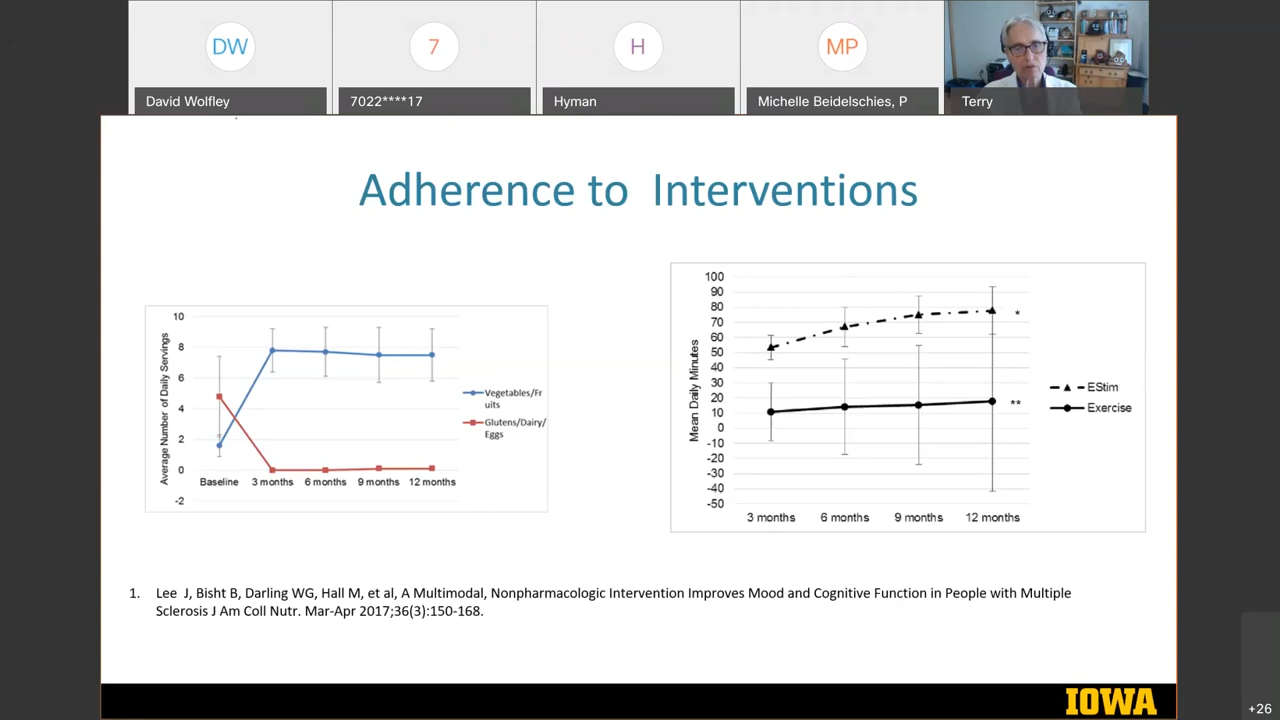 DW
7
H
MP
David Wolfley
7022****17
Hyman
Michelle Beidelschies, P
Terry
Adherence to Interventions
10
8
6
4
2
0
-2
Average Number of Daily Servings
Baseline
3 months
6 months
9 months
12 months
Vegetables/Fr
uits
Glutens/Dairy/
Eggs
100
90
80
70
60
50
40
30
20
10
0
-10
-20
-30
-40
-50
Mean Daily Minutes
*
**
3 months
6 months
9 months
12 months
EStim
Exercise
1. Lee J, Bisht B, Darling WG, Hall M, et al, A Multimodal, Nonpharmacologic Intervention Improves Mood and Cognitive Function in People with Multiple
Sclerosis J Am Coll Nutr. Mar-Apr 2017;36(3):150-168.
IOWA
+26